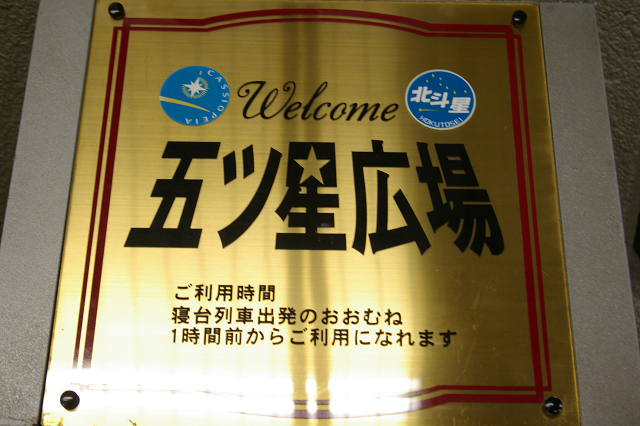 CASSIOPEIA
Welcome
北斗星
HOKUTOSEI
五ツ星広場
ご利用時間
寝台列車出発のおおむね
1時間前からご利用になれます